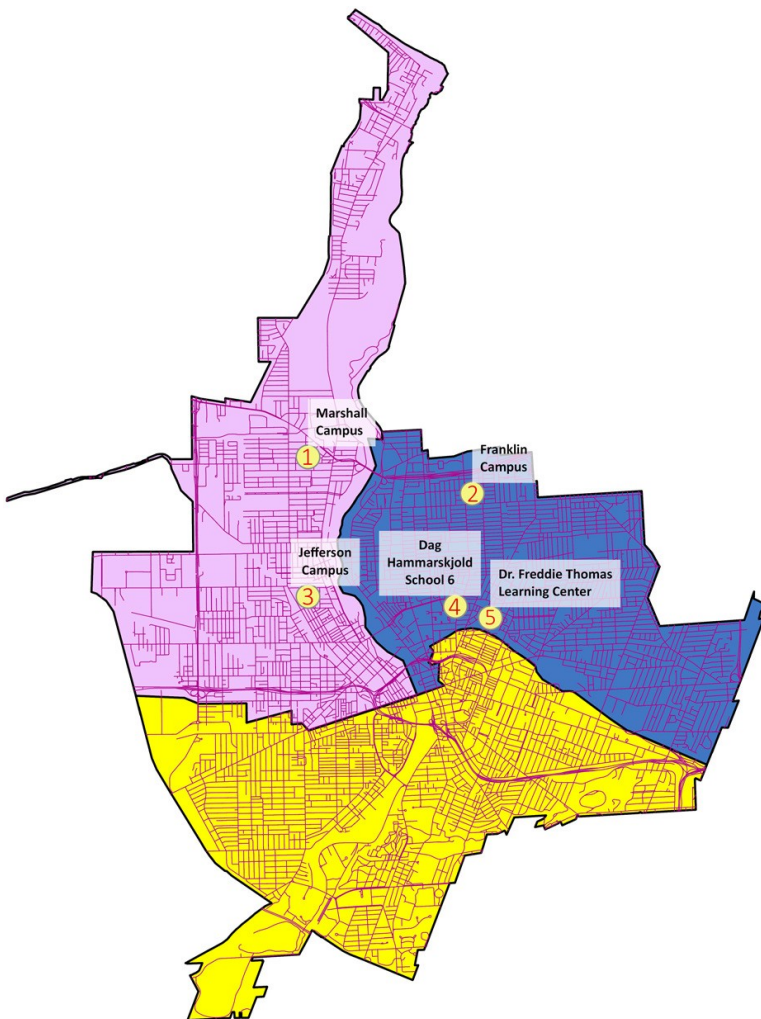 Marshall
Campus
1
Franklin
Campus
2
Jefferson
Campus
3
Dag
Hammarskjold
School 6
4
Dr. Freddie Thomas
Learning Center
5